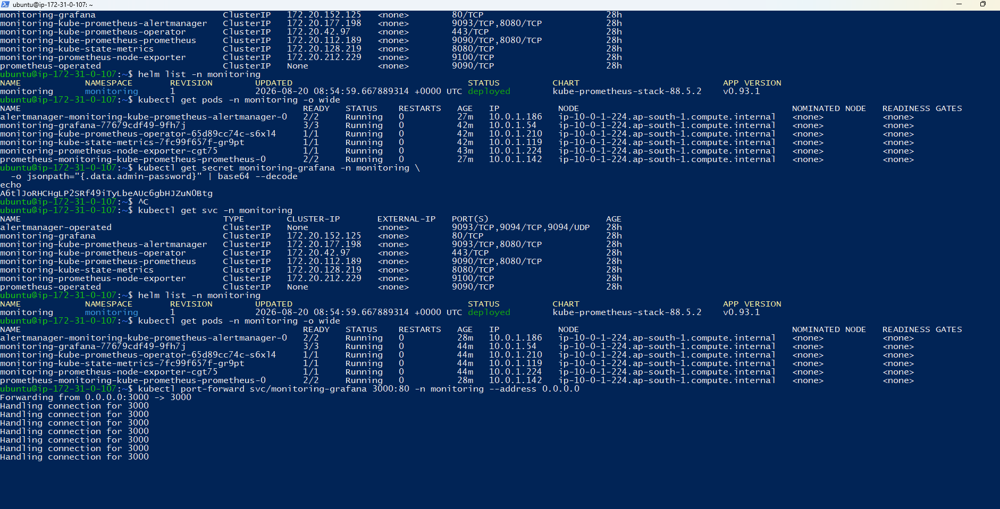 ubuntu@ip-172-31-0-107: ~
monitoring-grafana ClusterIP 172.20.152.125 <none> 80/TCP 28h
monitoring-kube-prometheus-alertmanager ClusterIP 172.20.177.198 <none> 9093/TCP,8080/TCP 28h
monitoring-kube-prometheus-operator ClusterIP 172.20.42.97 <none> 443/TCP 28h
monitoring-kube-prometheus-prometheus ClusterIP 172.20.112.189 <none> 9090/TCP,8080/TCP 28h
monitoring-kube-state-metrics ClusterIP 172.20.128.219 <none> 8080/TCP 28h
monitoring-prometheus-node-exporter ClusterIP 172.20.212.229 <none> 9100/TCP 28h
prometheus-operated ClusterIP None <none> 9090/TCP 28h
ubuntu@ip-172-31-0-107:~$ helm list -n monitoring
NAME NAMESPACE REVISION UPDATED STATUS CHART APP VERSION
monitoring monitoring 1 2026-08-20 08:54:59.667889314 +0000 UTC deployed kube-prometheus-stack-88.5.2 v0.93.1
ubuntu@ip-172-31-0-107:~$ kubectl get pods -n monitoring -o wide
NAME READY STATUS RESTARTS AGE IP NODE NOMINATED NODE READINESS GATES
alertmanager-monitoring-kube-prometheus-alertmanager-0 2/2 Running 0 27m 10.0.1.186 ip-10-0-1-224.ap-south-1.compute.internal <none> <none>
monitoring-grafana-77679cdf49-9fh7j 3/3 Running 0 42m 10.0.1.54 ip-10-0-1-224.ap-south-1.compute.internal <none> <none>
monitoring-kube-prometheus-operator-65d89cc74c-s6xl4 1/1 Running 0 42m 10.0.1.210 ip-10-0-1-224.ap-south-1.compute.internal <none> <none>
monitoring-kube-state-metrics-7fc99f657f-gr9pt 1/1 Running 0 42m 10.0.1.119 ip-10-0-1-224.ap-south-1.compute.internal <none> <none>
monitoring-prometheus-node-exporter-cgt75 1/1 Running 0 43m 10.0.1.224 ip-10-0-1-224.ap-south-1.compute.internal <none> <none>
prometheus-monitoring-kube-prometheus-prometheus-0 2/2 Running 0 27m 10.0.1.142 ip-10-0-1-224.ap-south-1.compute.internal <none> <none>
ubuntu@ip-172-31-0-107:~$ kubectl get secret monitoring-grafana -n monitoring \
-o jsonpath="{.data.admin-password}" | base64 --decode
echo
A6tlJoRHCHgLP2SRf49iTyLbeAUc6gbHJZuN0Btg
ubuntu@ip-172-31-0-107:~$ ^C
ubuntu@ip-172-31-0-107:~$ kubectl get svc -n monitoring
NAME TYPE CLUSTER-IP EXTERNAL-IP PORT(S) AGE
alertmanager-operated ClusterIP None <none> 9093/TCP,9094/TCP,9094/UDP 28h
monitoring-grafana ClusterIP 172.20.152.125 <none> 80/TCP 28h
monitoring-kube-prometheus-alertmanager ClusterIP 172.20.177.198 <none> 9093/TCP,8080/TCP 28h
monitoring-kube-prometheus-operator ClusterIP 172.20.42.97 <none> 443/TCP 28h
monitoring-kube-prometheus-prometheus ClusterIP 172.20.112.189 <none> 9090/TCP,8080/TCP 28h
monitoring-kube-state-metrics ClusterIP 172.20.128.219 <none> 8080/TCP 28h
monitoring-prometheus-node-exporter ClusterIP 172.20.212.229 <none> 9100/TCP 28h
prometheus-operated ClusterIP None <none> 9090/TCP 28h
ubuntu@ip-172-31-0-107:~$ helm list -n monitoring
NAME NAMESPACE REVISION UPDATED STATUS CHART APP VERSION
monitoring monitoring 1 2026-08-20 08:54:59.667889314 +0000 UTC deployed kube-prometheus-stack-88.5.2 v0.93.1
ubuntu@ip-172-31-0-107:~$ kubectl get pods -n monitoring -o wide
NAME READY STATUS RESTARTS AGE IP NODE NOMINATED NODE READINESS GATES
alertmanager-monitoring-kube-prometheus-alertmanager-0 2/2 Running 0 28m 10.0.1.186 ip-10-0-1-224.ap-south-1.compute.internal <none> <none>
monitoring-grafana-77679cdf49-9fh7j 3/3 Running 0 44m 10.0.1.54 ip-10-0-1-224.ap-south-1.compute.internal <none> <none>
monitoring-kube-prometheus-operator-65d89cc74c-s6xl4 1/1 Running 0 44m 10.0.1.210 ip-10-0-1-224.ap-south-1.compute.internal <none> <none>
monitoring-kube-state-metrics-7fc99f657f-gr9pt 1/1 Running 0 44m 10.0.1.119 ip-10-0-1-224.ap-south-1.compute.internal <none> <none>
monitoring-prometheus-node-exporter-cgt75 1/1 Running 0 44m 10.0.1.224 ip-10-0-1-224.ap-south-1.compute.internal <none> <none>
prometheus-monitoring-kube-prometheus-prometheus-0 2/2 Running 0 28m 10.0.1.142 ip-10-0-1-224.ap-south-1.compute.internal <none> <none>
ubuntu@ip-172-31-0-107:~$ kubectl port-forward svc/monitoring-grafana 3000:80 -n monitoring --address 0.0.0.0
Forwarding from 0.0.0.0:3000 -> 3000
Handling connection for 3000
Handling connection for 3000
Handling connection for 3000
Handling connection for 3000
Handling connection for 3000
Handling connection for 3000
Handling connection for 3000